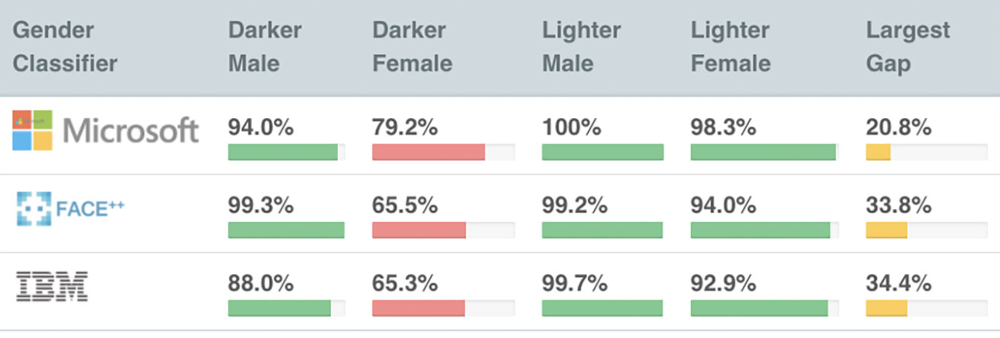 Gender Darker Darker Lighter Lighter Largest
Classifier Male Female Male Female Gap
Microsoft 94.0% 79.2% 100% 98.3% 20.8%
FACE++ 99.3% 65.5% 99.2% 94.0% 33.8%
IBM 88.0% 65.3% 99.7% 92.9% 34.4%